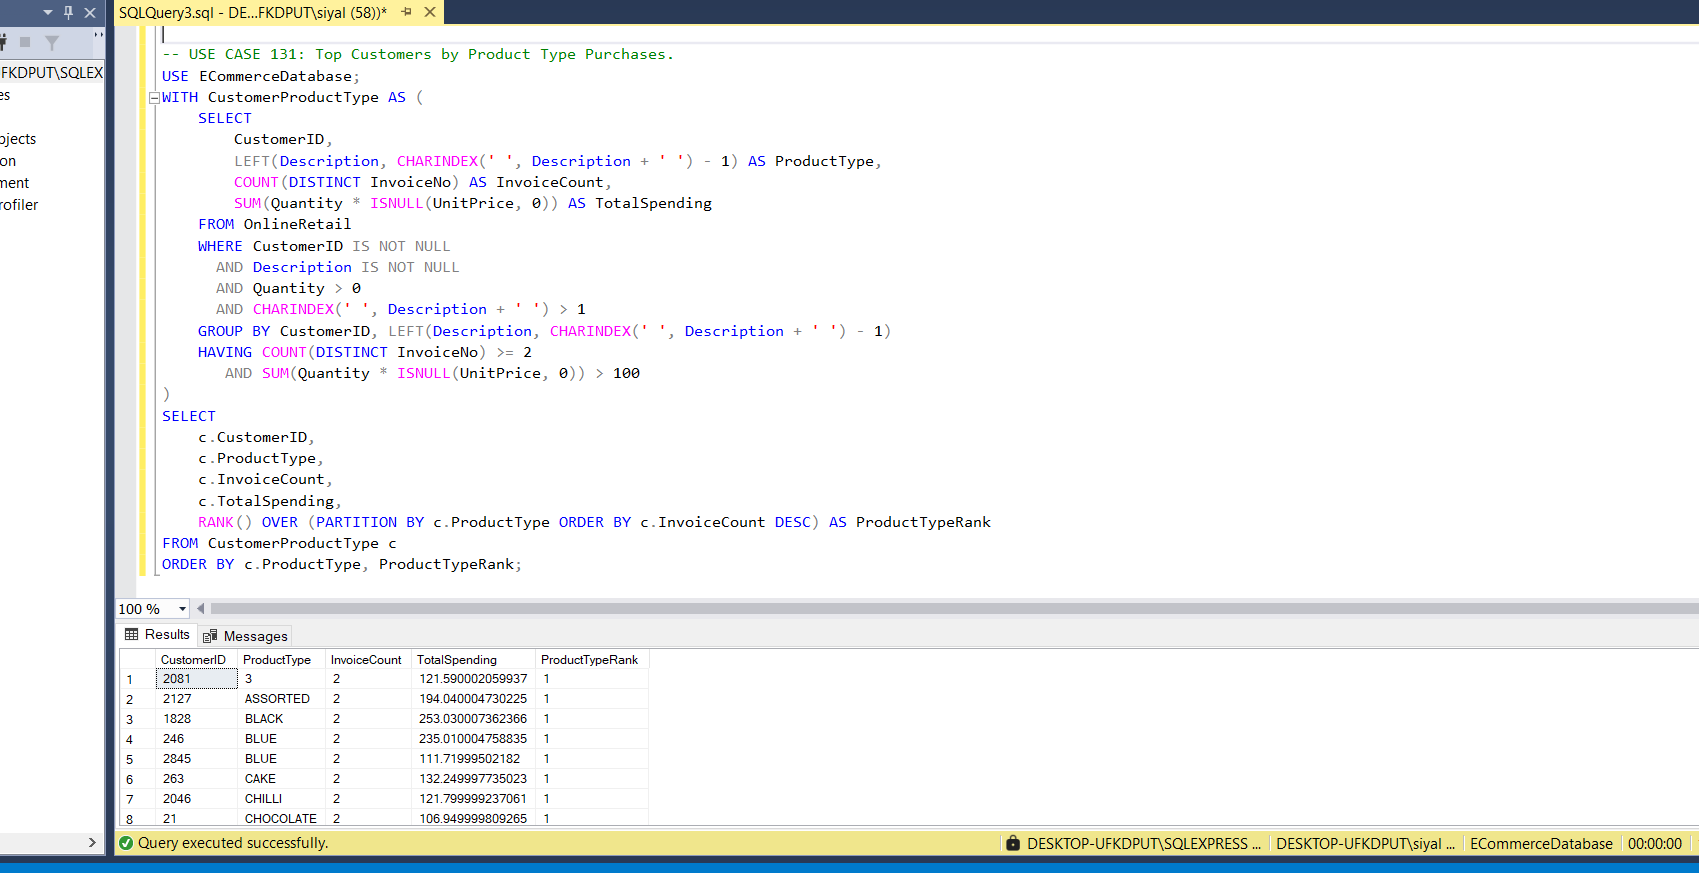 SQLQuery3.sql - DE...FKDPUT\siyal (58))*
FKDPUT\SQLEX
es
bjects
on
ment
rofiler
-- USE CASE 131: Top Customers by Product Type Purchases.
USE ECommerceDatabase;
WITH CustomerProductType AS (
SELECT
CustomerID,
LEFT(Description, CHARINDEX(' ', Description + ' ') - 1) AS ProductType,
COUNT(DISTINCT InvoiceNo) AS InvoiceCount,
SUM(Quantity * ISNULL(UnitPrice, 0)) AS TotalSpending
FROM OnlineRetail
WHERE CustomerID IS NOT NULL
AND Description IS NOT NULL
AND Quantity > 0
AND CHARINDEX(' ', Description + ' ') > 1
GROUP BY CustomerID, LEFT(Description, CHARINDEX(' ', Description + ' ') - 1)
HAVING COUNT(DISTINCT InvoiceNo) >= 2
AND SUM(Quantity * ISNULL(UnitPrice, 0)) > 100
)
SELECT
c.CustomerID,
c.ProductType,
c.InvoiceCount,
c.TotalSpending,
RANK() OVER (PARTITION BY c.ProductType ORDER BY c.InvoiceCount DESC) AS ProductTypeRank
FROM CustomerProductType c
ORDER BY c.ProductType, ProductTypeRank;
100 %
Results Messages
CustomerID ProductType InvoiceCount TotalSpending ProductTypeRank
1 2081 3 2 121.590002059937 1
2 2127 ASSORTED 2 194.040004730225 1
3 1828 BLACK 2 253.030007362366 1
4 246 BLUE 2 235.010004758835 1
5 2845 BLUE 2 111.71999502182 1
6 263 CAKE 2 132.249997735023 1
7 2046 CHILLI 2 121.799999237061 1
8 21 CHOCOLATE 2 106.949999809265 1
Query executed successfully. DESKTOP-UFKDPUT\SQLEXPRESS ... DESKTOP-UFKDPUT\siyal ... ECommerceDatabase 00:00:00